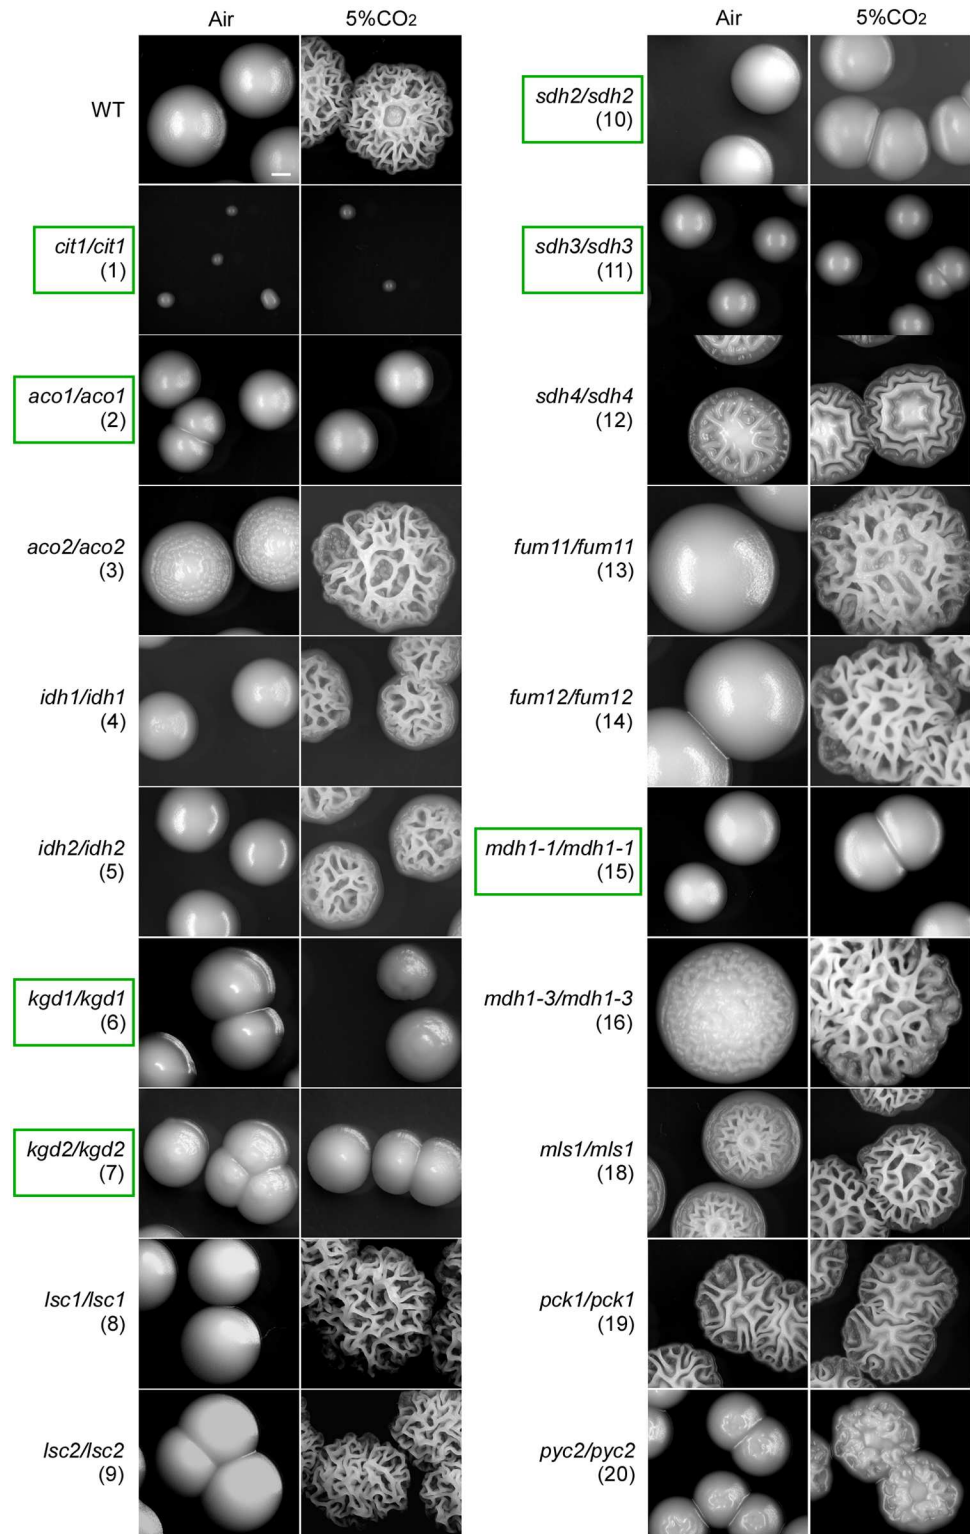 Air 5%CO2
WT
cit1/cit1
(1)
aco1/aco1
(2)
aco2/aco2
(3)
idh1/idh1
(4)
idh2/idh2
(5)
kgd1/kgd1
(6)
kgd2/kgd2
(7)
lsc1/lsc1
(8)
lsc2/lsc2
(9)
Air 5%CO2
sdh2/sdh2
(10)
sdh3/sdh3
(11)
sdh4/sdh4
(12)
fum11/fum11
(13)
fum12/fum12
(14)
mdh1-1/mdh1-1
(15)
mdh1-3/mdh1-3
(16)
mls1/mls1
(18)
pck1/pck1
(19)
pyc2/pyc2
(20)